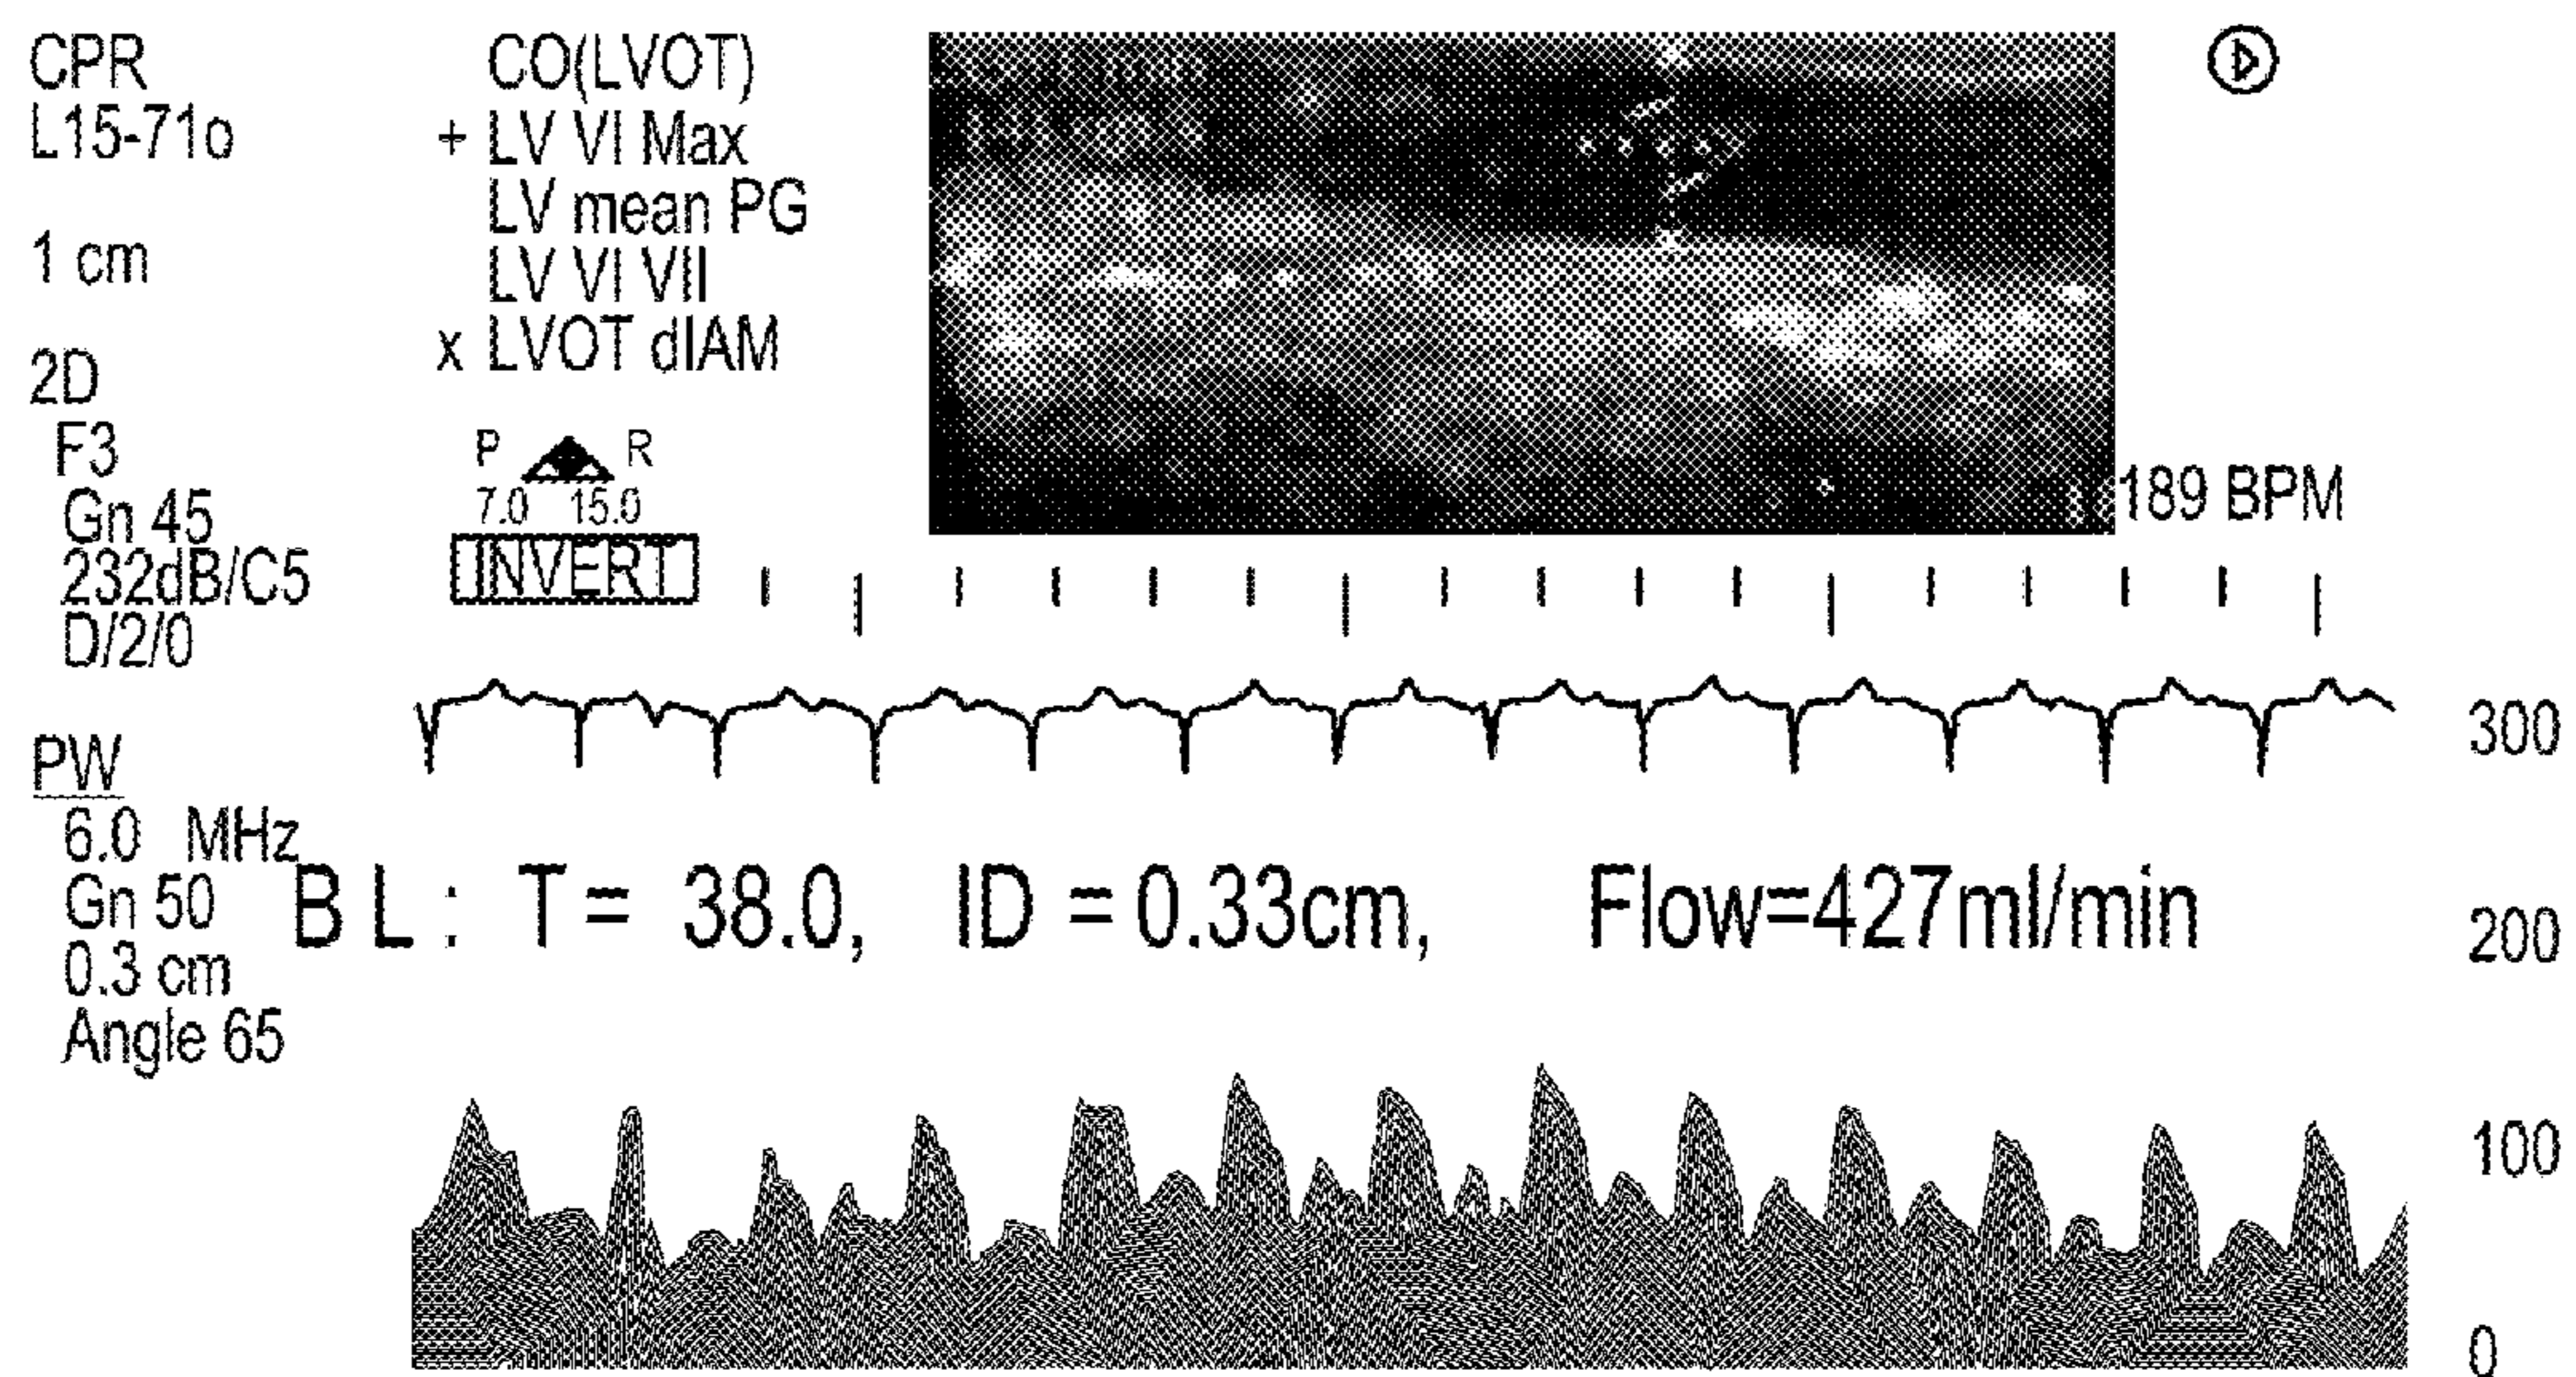 CPR
L15-71o
1 cm
2D
F3
Gn 45
232dB/C5
D/2/0
PW
6.0 MHz
Gn 50
0.3 cm
Angle 65
CO(LVOT)
+ LV VI Max
LV mean PG
LV VI VII
x LVOT dIAM
P R
7.0 15.0
INVERT
189 BPM
BL: T= 38.0, ID =0.33cm, Flow=427ml/min
300
200
100
0